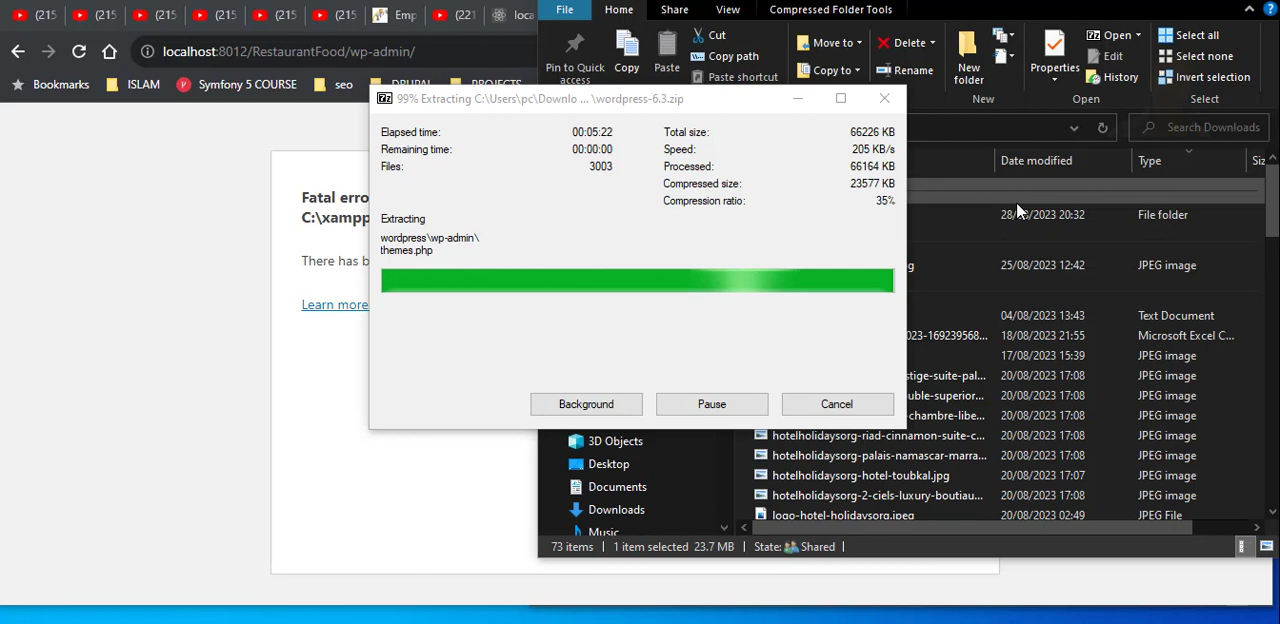 (215
(215
(215
(215
(215
(215
Emp
(221
loca
localhost:8012/RestaurantFood/wp-admin/
Bookmarks
ISLAM
Symfony 5 COURSE
seo
DRUPAL
PROJECTS
File
Home
Share
View
Compressed Folder Tools
Pin to Quick
access
Copy
Paste
Cut
Copy path
Paste shortcut
Move to
Copy to
Delete
Rename
New
folder
New
Properties
Open
Edit
History
Open
Select all
Select none
Invert selection
Select
Search Downloads
99% Extracting C:\Users\pc\Downlo ... \wordpress-6.3.zip
Elapsed time: 00:05:22
Remaining time: 00:00:00
Files: 3003
Total size: 66226 KB
Speed: 205 KB/s
Processed: 66164 KB
Compressed size: 23577 KB
Compression ratio: 35%
Extracting
wordpress\wp-admin\
themes.php
Background
Pause
Cancel
Fatal erro
C:\xampp
There has b
Learn more
Date modified
Type
Siz
28/08/2023 20:32 File folder
g 25/08/2023 12:42 JPEG image
04/08/2023 13:43 Text Document
023-169239568... 18/08/2023 21:55 Microsoft Excel C...
17/08/2023 15:39 JPEG image
stige-suite-pal... 20/08/2023 17:08 JPEG image
uble-superior... 20/08/2023 17:08 JPEG image
chambre-libe... 20/08/2023 17:08 JPEG image
hotelholidaysorg-riad-cinnamon-suite-c... 20/08/2023 17:08 JPEG image
hotelholidaysorg-palais-namascar-marra... 20/08/2023 17:08 JPEG image
hotelholidaysorg-hotel-toubkal.jpg 20/08/2023 17:07 JPEG image
hotelholidaysorg-2-ciels-luxury-boutiau... 20/08/2023 17:08 JPEG image
logo-hotel-holidaysorg.jpeg 20/08/2023 02:49 JPEG File
3D Objects
Desktop
Documents
Downloads
Music
73 items
1 item selected 23.7 MB
State: Shared